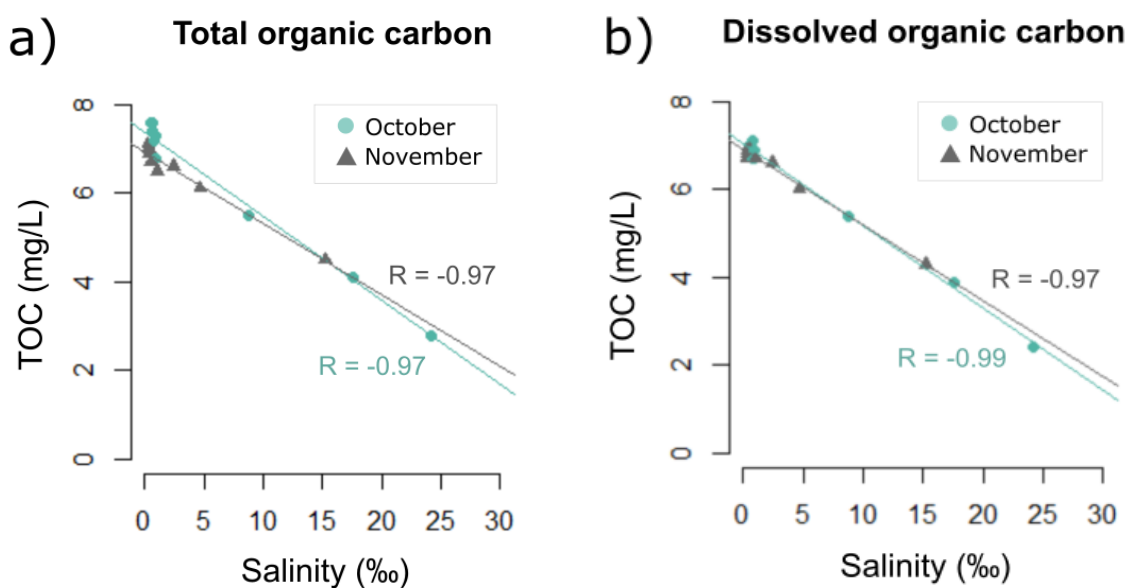 a) Total organic carbon
October
November
8
6
4
2
0
TOC (mg/L)
R = -0.97
R = -0.97
0 5 10 15 20 25 30
Salinity (‰)
b) Dissolved organic carbon
October
November
8
6
4
2
0
TOC (mg/L)
R = -0.97
R = -0.99
0 5 10 15 20 25 30
Salinity (‰)